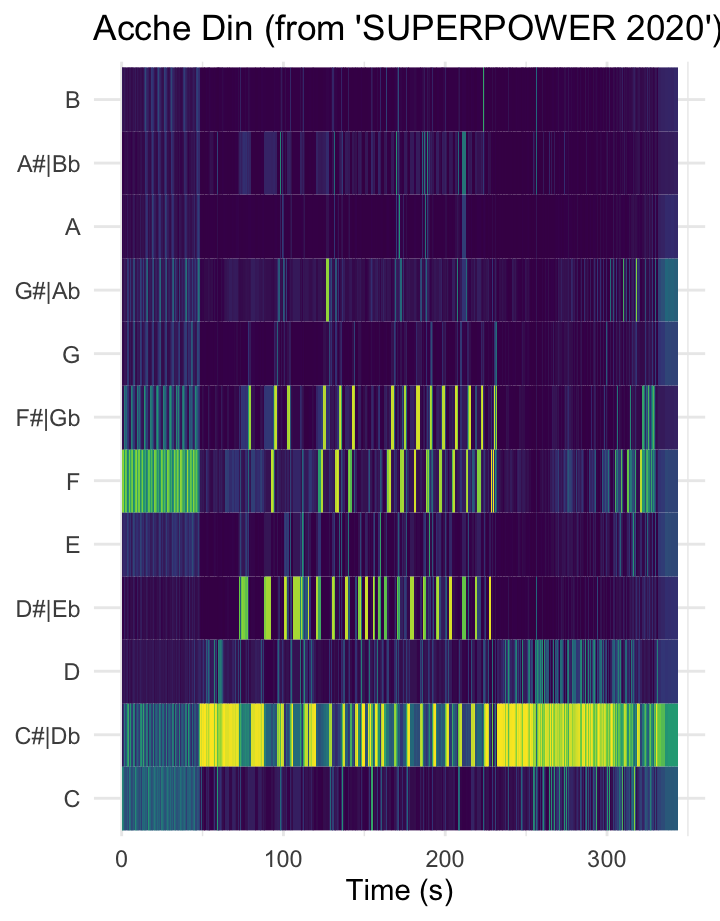 Acche Din (from 'SUPERPOWER 2020')
B
A#|Bb
A
G#|Ab
G
F#|Gb
F
E
D#|Eb
D
C#|Db
C
0 100 200 300
Time (s)